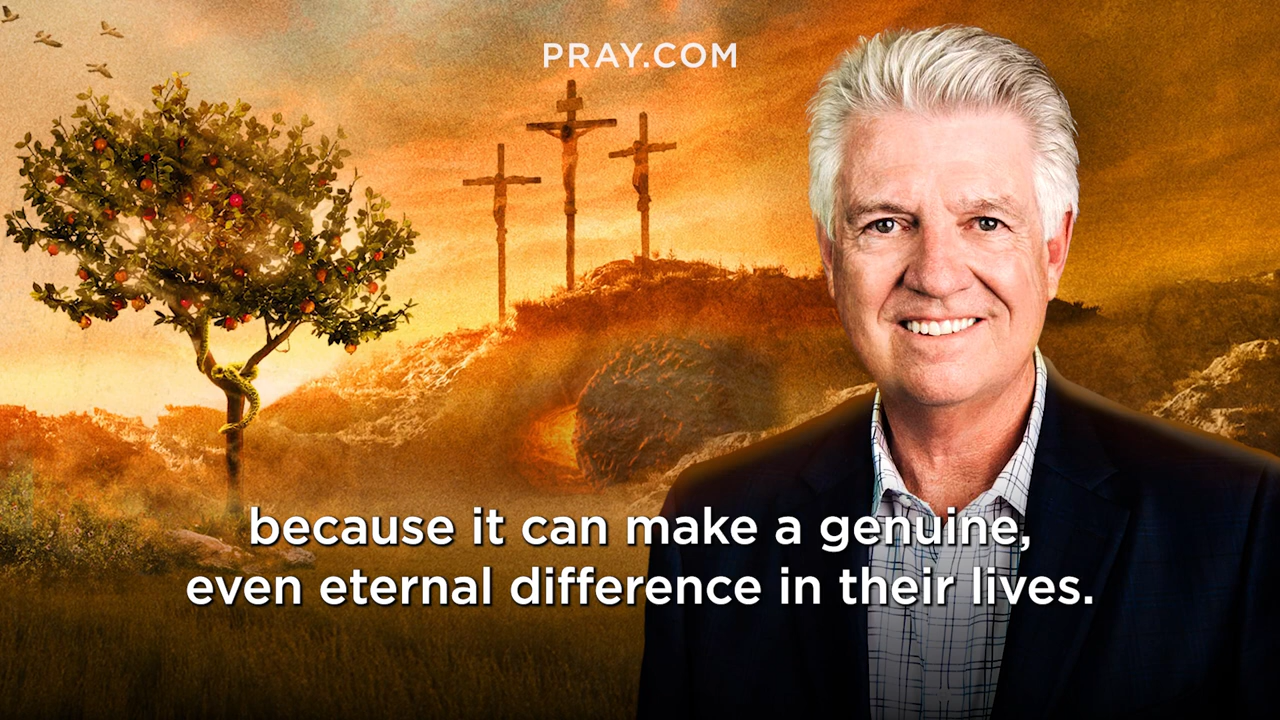 PRAY.COM
because it can make a genuine,
even eternal difference in their lives.